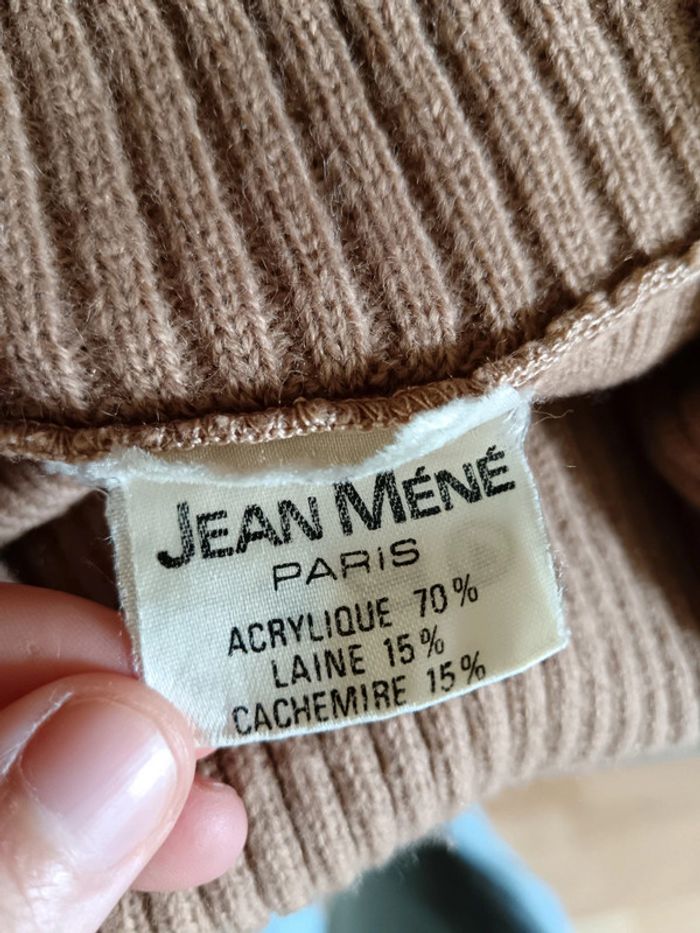 JEAN MÉNÉ
PARIS
ACRYLIQUE 70%
LAINE 15%
CACHEMIRE 15%